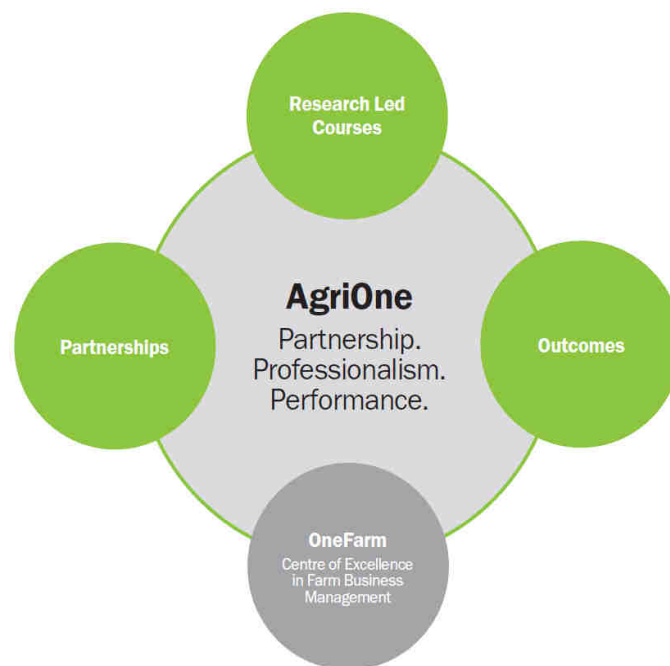 Research Led
Courses
AgriOne
Partnership.
Professionalism.
Performance.
Partnerships
Outcomes
OneFarm
Centre of Excellence
in Farm Business
Management